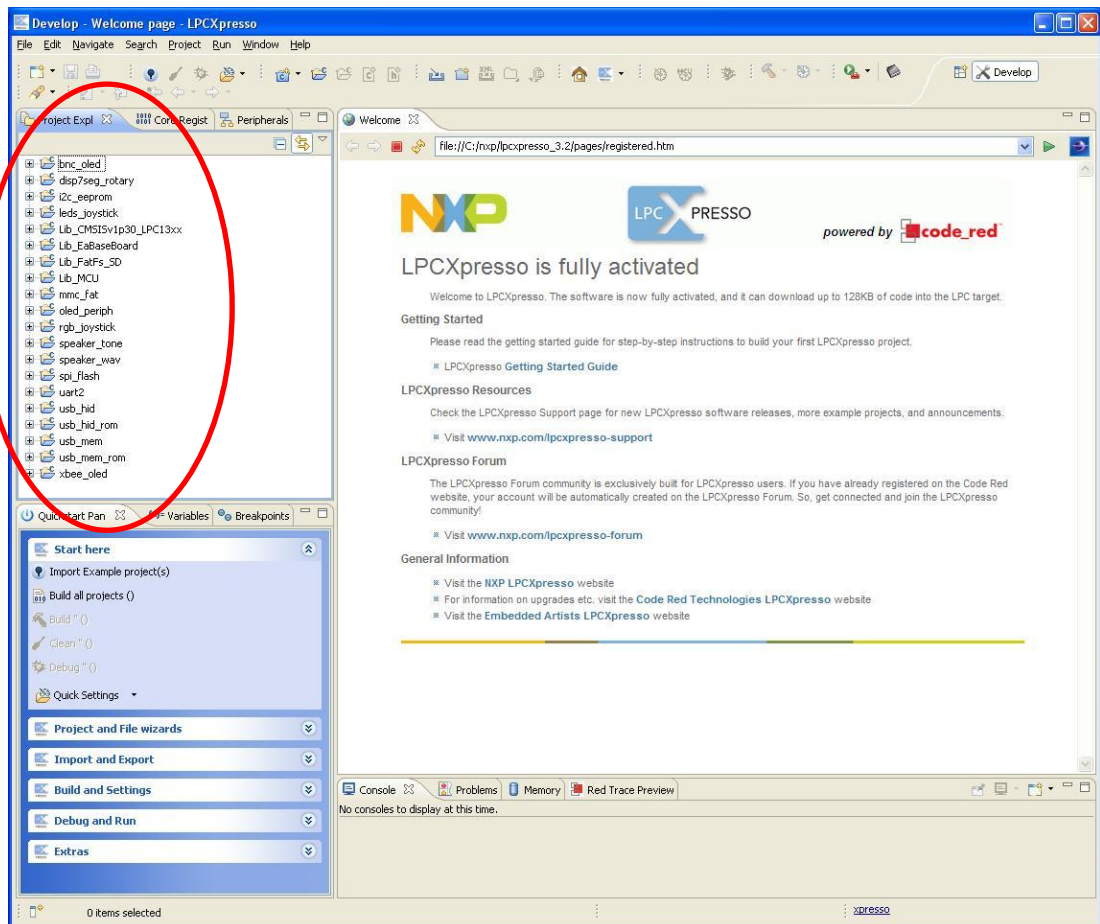 Develop - Welcome page - LPCXpresso
File Edit Navigate Search Project Run Window Help
Develop
Project Expl Core Regist Peripherals
Welcome
file://C:/nxp/lpcxpresso_3.2/pages/registered.htm
bnc_oled
disp7seg_rotary
i2c_eeprom
leds_joystick
Lib_CMSISv1p30_LPC13xx
Lib_EaBaseBoard
Lib_FatFs_SD
Lib_MCU
mmc_fat
oled_periph
rgb_joystick
speaker_tone
speaker_wav
spi_flash
uart2
usb_hid
usb_hid_rom
usb_mem
usb_mem_rom
xbee_oled
NXP
LPC XPRESSO
powered by code_red
LPCXpresso is fully activated
Welcome to LPCXpresso. The software is now fully activated, and it can download up to 128KB of code into the LPC target.
Getting Started
Please read the getting started guide for step-by-step instructions to build your first LPCXpresso project.
LPCXpresso Getting Started Guide
LPCXpresso Resources
Check the LPCXpresso Support page for new LPCXpresso software releases, more example projects, and announcements.
Visit www.nxp.com/lpcxpresso-support
LPCXpresso Forum
The LPCXpresso Forum community is exclusively built for LPCXpresso users. If you have already registered on the Code Red
website, your account will be automatically created on the LPCXpresso Forum. So, get connected and join the LPCXpresso
community!
Visit www.nxp.com/lpcxpresso-forum
General Information
Visit the NXP LPCXpresso website
For information on upgrades etc. visit the Code Red Technologies LPCXpresso website
Visit the Embedded Artists LPCXpresso website
Quickstart Pan Variables Breakpoints
Start here
Import Example project(s)
Build all projects ()
Build '' ()
Clean '' ()
Debug '' ()
Quick Settings
Project and File wizards
Import and Export
Build and Settings
Debug and Run
Extras
Console Problems Memory Red Trace Preview
No consoles to display at this time.
0 items selected
xpresso